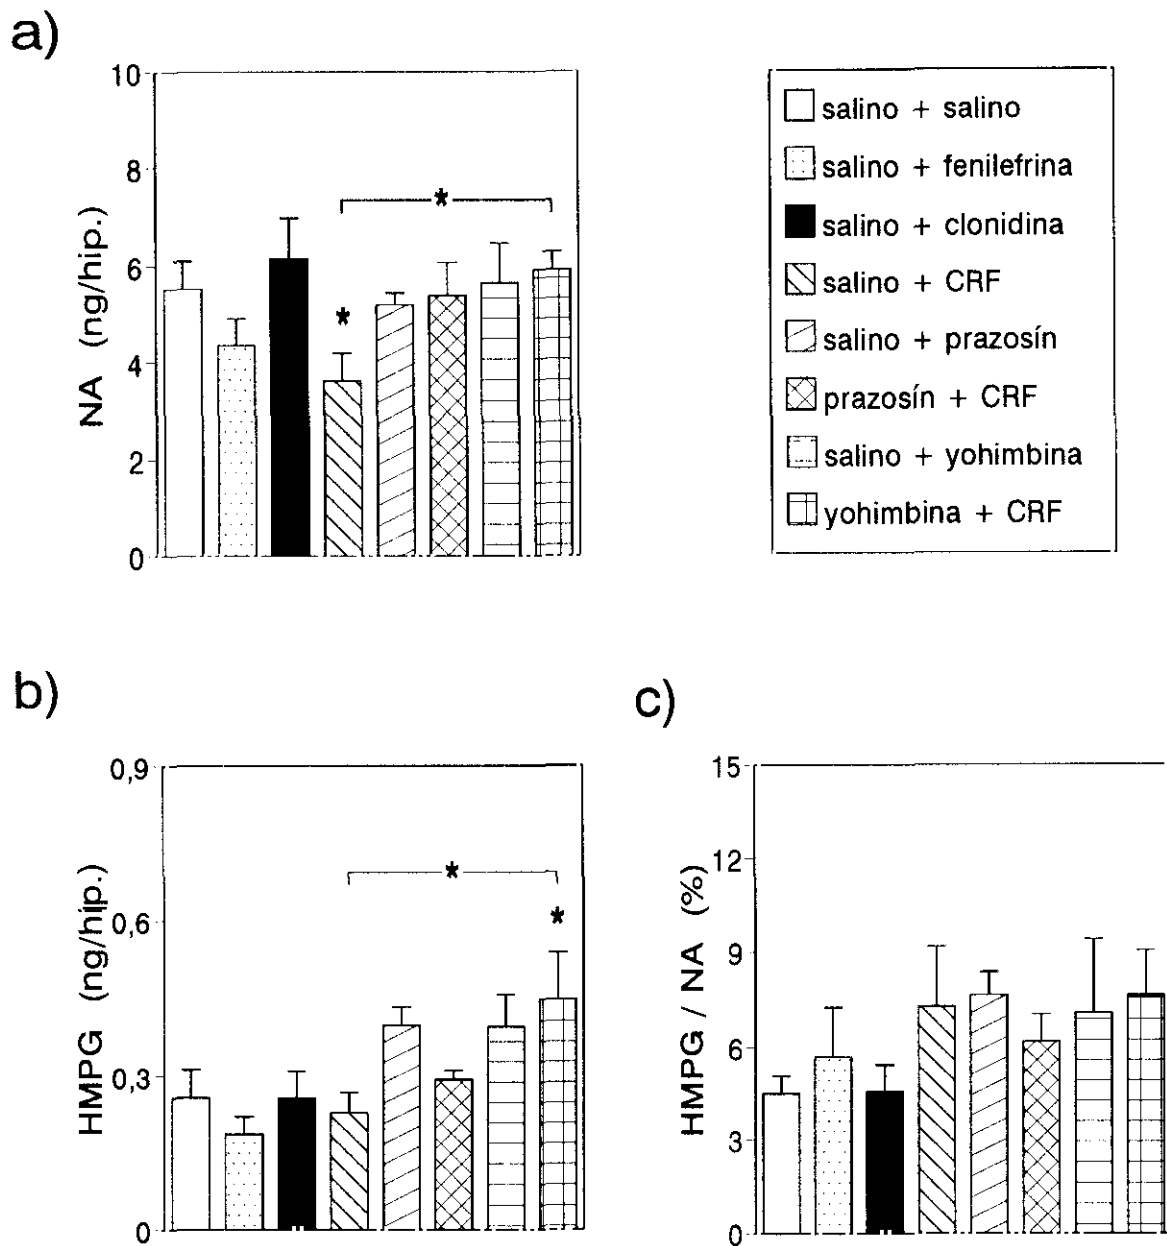 a)
10
8
6
4
2
0
NA (ng/hip.)
*
*
salino + salino
salino + fenilefrina
salino + clonidina
salino + CRF
salino + prazosín
prazosín + CRF
salino + yohimbina
yohimbina + CRF
b)
0,9
0,6
0,3
0
HMPG (ng/hip.)
*
*
c)
15
12
9
6
3
0
HMPG / NA (%)